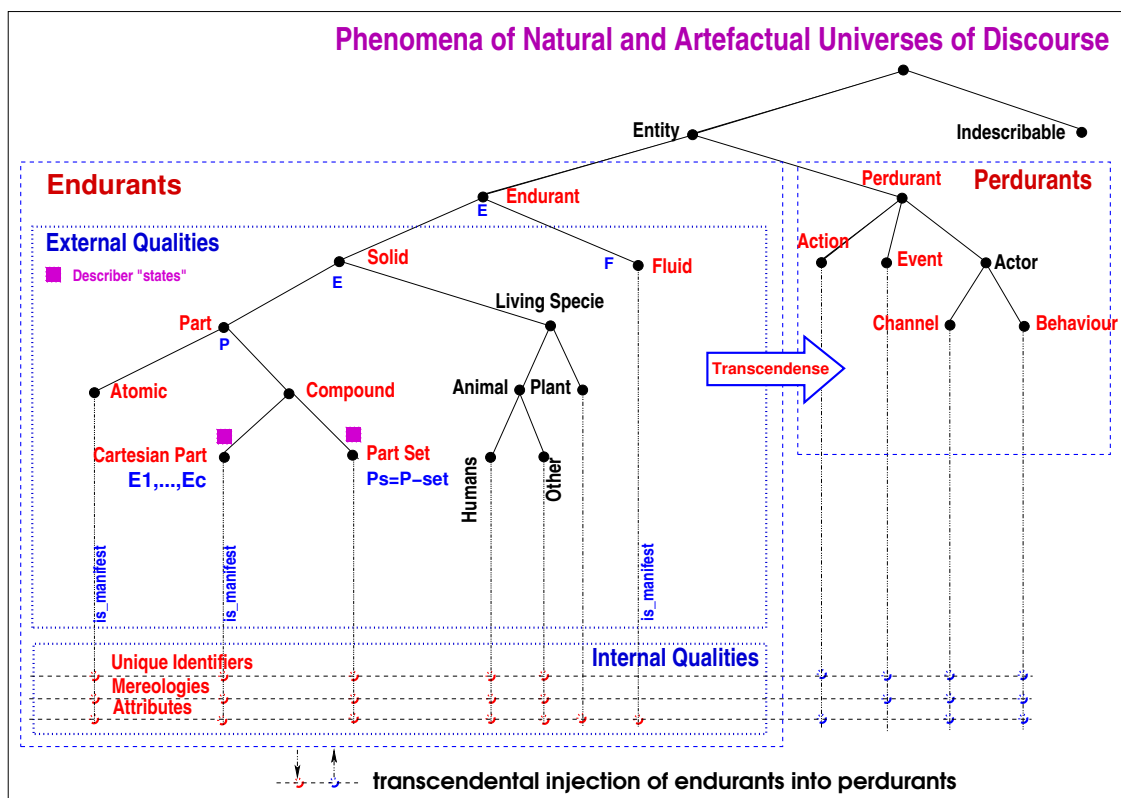 Phenomena of Natural and Artefactual Universes of Discourse
Entity
Indescribable
Endurants
Endurant
E
Perdurant
Perdurants
External Qualities
Describer "states"
Solid
E
F
Fluid
Action
Event
Actor
Living Specie
Part
P
Channel
Behaviour
Transcendense
Atomic
Compound
Animal
Plant
Cartesian Part
E1,...,Ec
Part Set
Ps=P-set
Humans
Other
is_manifest
is_manifest
is_manifest
Internal Qualities
Unique Identifiers
Mereologies
Attributes
transcendental injection of endurants into perdurants